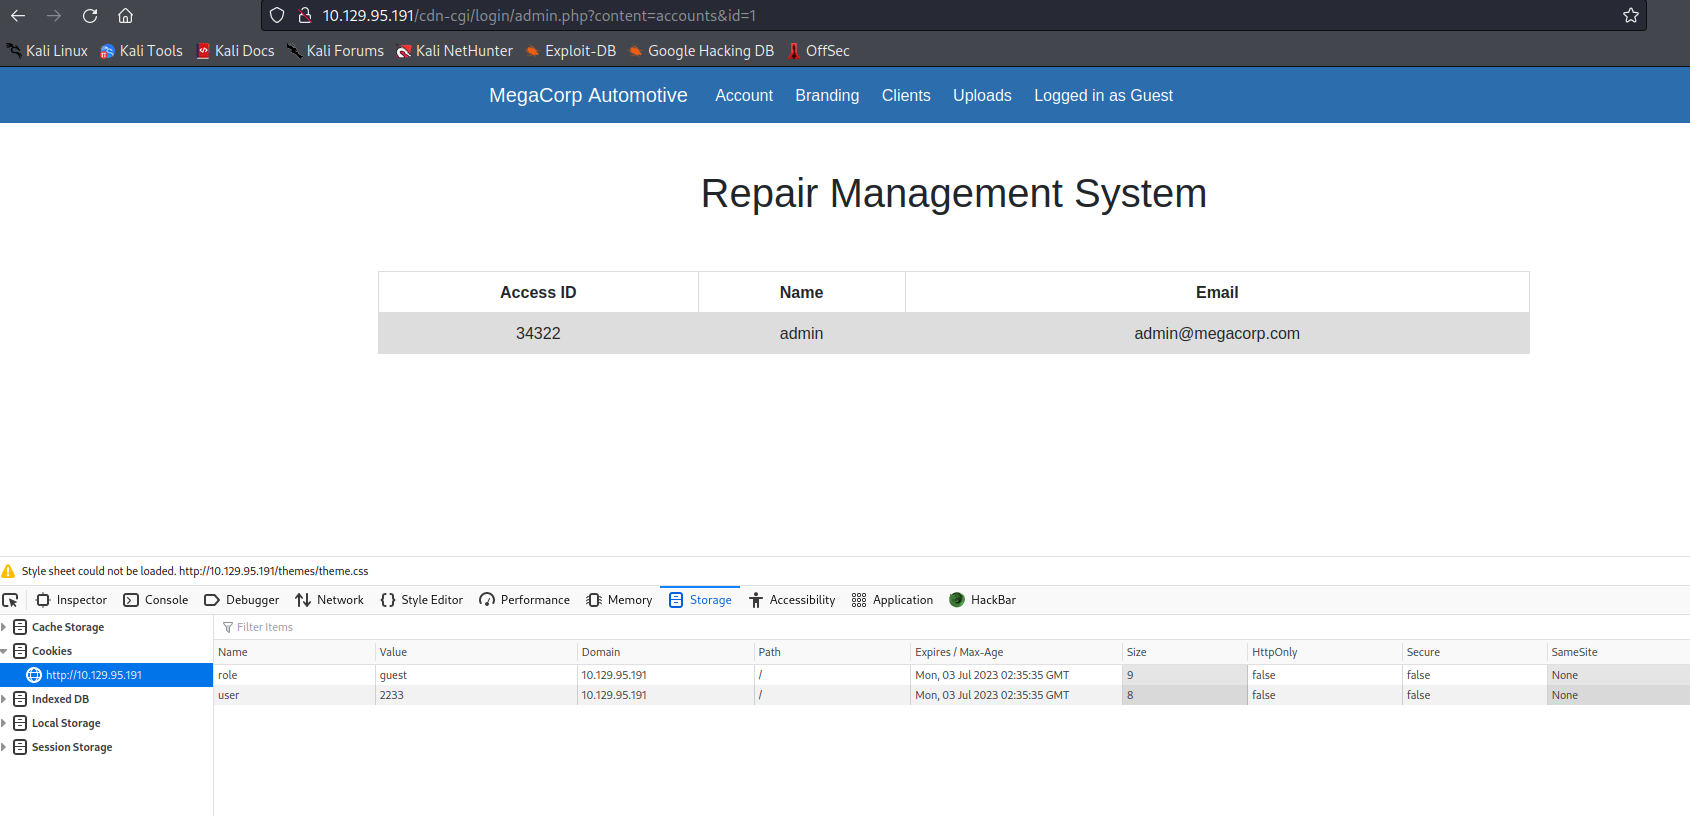 10.129.95.191/cdn-cgi/login/admin.php?content=accounts&id=1
Kali Linux Kali Tools Kali Docs Kali Forums Kali NetHunter Exploit-DB Google Hacking DB OffSec
MegaCorp Automotive Account Branding Clients Uploads Logged in as Guest
Repair Management System
Access ID Name Email
34322 admin admin@megacorp.com
Style sheet could not be loaded. http://10.129.95.191/themes/theme.css
Inspector Console Debugger Network Style Editor Performance Memory Storage Accessibility Application HackBar
Cache Storage
Cookies
http://10.129.95.191
Indexed DB
Local Storage
Session Storage
Filter Items
Name Value Domain Path Expires / Max-Age Size HttpOnly Secure SameSite
role guest 10.129.95.191 / Mon, 03 Jul 2023 02:35:35 GMT 9 false false None
user 2233 10.129.95.191 / Mon, 03 Jul 2023 02:35:35 GMT 8 false false None